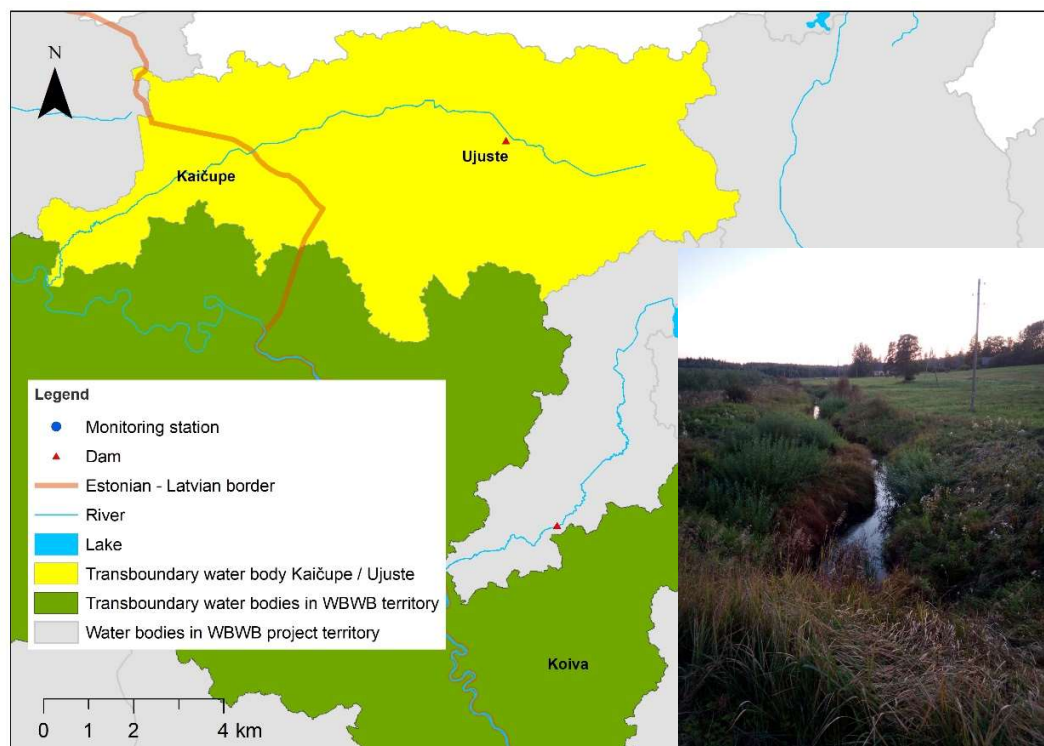 N
Kaičupe
Ujuste
Legend
Monitoring station
Dam
Estonian - Latvian border
River
Lake
Transboundary water body Kaičupe / Ujuste
Transboundary water bodies in WBWB territory
Water bodies in WBWB project territory
Koiva
0 1 2 4 km